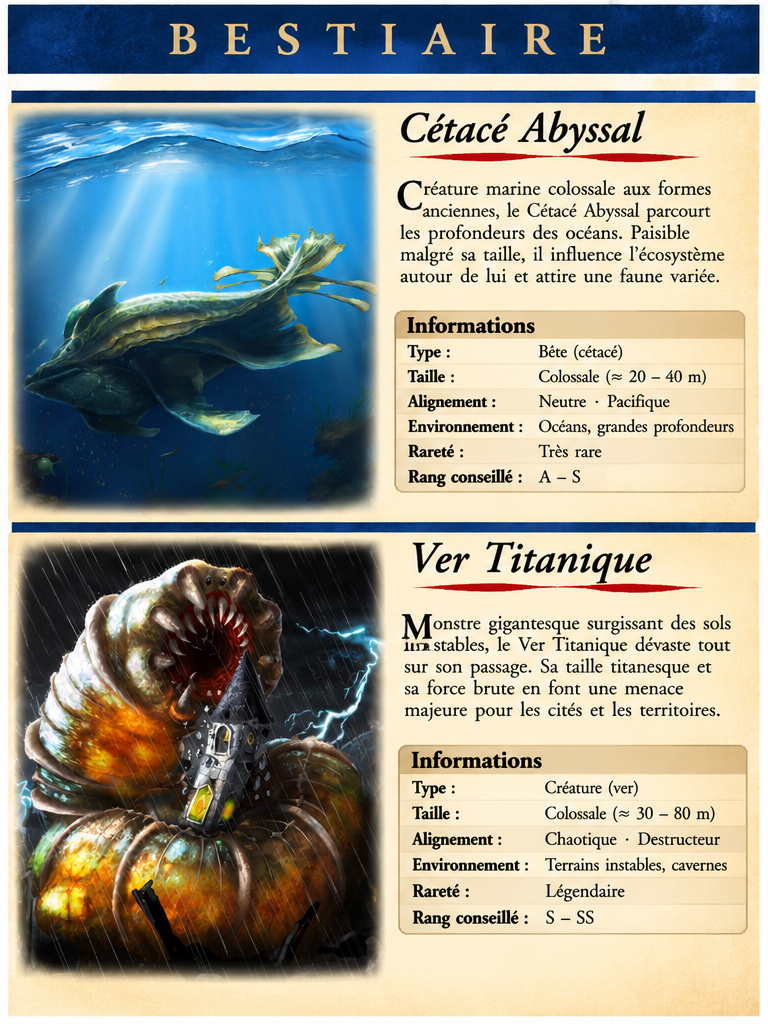 BESTIAIRE
Cétacé Abyssal
Créature marine colossale aux formes
anciennes, le Cétacé Abyssal parcourt
les profondeurs des océans. Paisible
malgré sa taille, il influence l'écosystème
autour de lui et attire une faune variée.
Informations
Type : Bête (cétacé)
Taille : Colossale (≈ 20 – 40 m)
Alignement : Neutre · Pacifique
Environnement : Océans, grandes profondeurs
Rareté : Très rare
Rang conseillé : A – S
Ver Titanique
Monstre gigantesque surgissant des sols
instables, le Ver Titanique dévaste tout
sur son passage. Sa taille titanesque et
sa force brute en font une menace
majeure pour les cités et les territoires.
Informations
Type : Créature (ver)
Taille : Colossale (≈ 30 – 80 m)
Alignement : Chaotique · Destructeur
Environnement : Terrains instables, cavernes
Rareté : Légendaire
Rang conseillé : S – SS